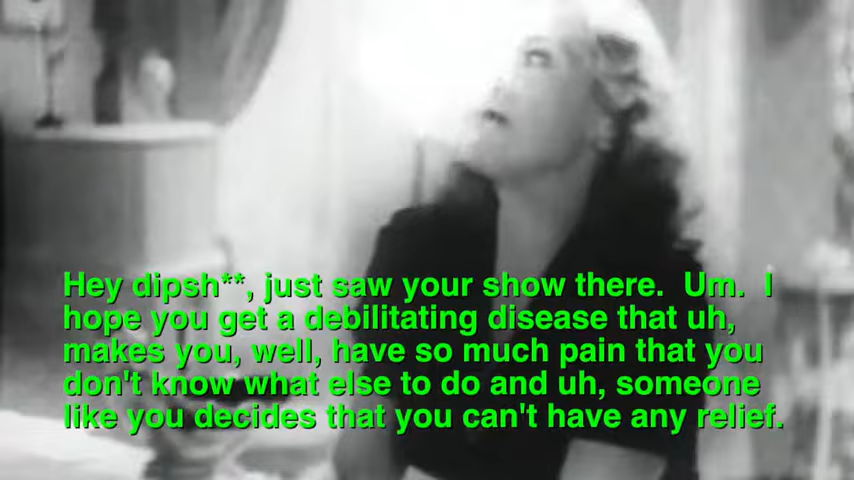 Hey dipsh**, just saw your show there.  Um.  I
hope you get a debilitating disease that uh,
makes you, well, have so much pain that you
don't know what else to do and uh, someone
like you decides that you can't have any relief.